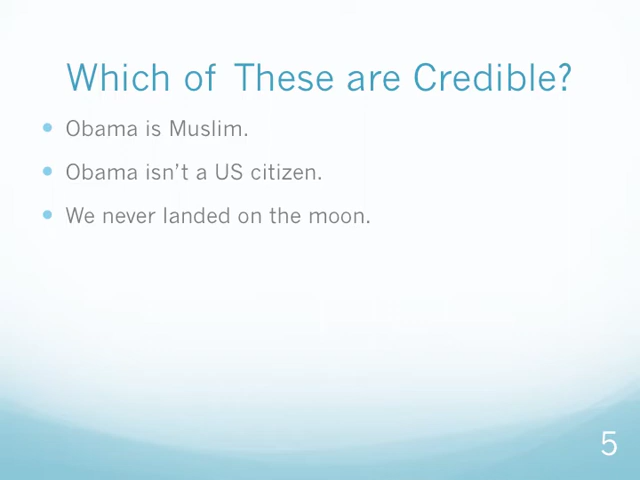 Which of These are Credible?
• Obama is Muslim.
• Obama isn’t a US citizen.
• We never landed on the moon.
5